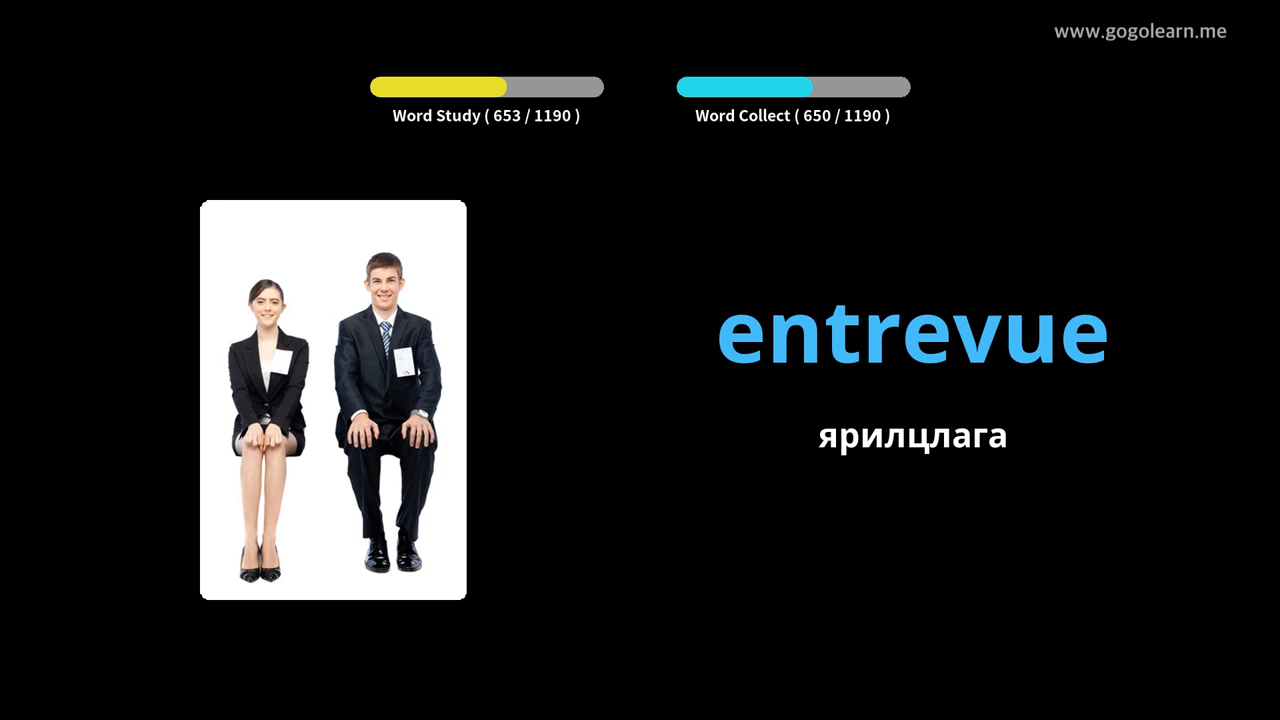 www.gogolearn.me
Word Study ( 653 / 1190 )
Word Collect ( 650 / 1190 )
entrevue
ярилцлага